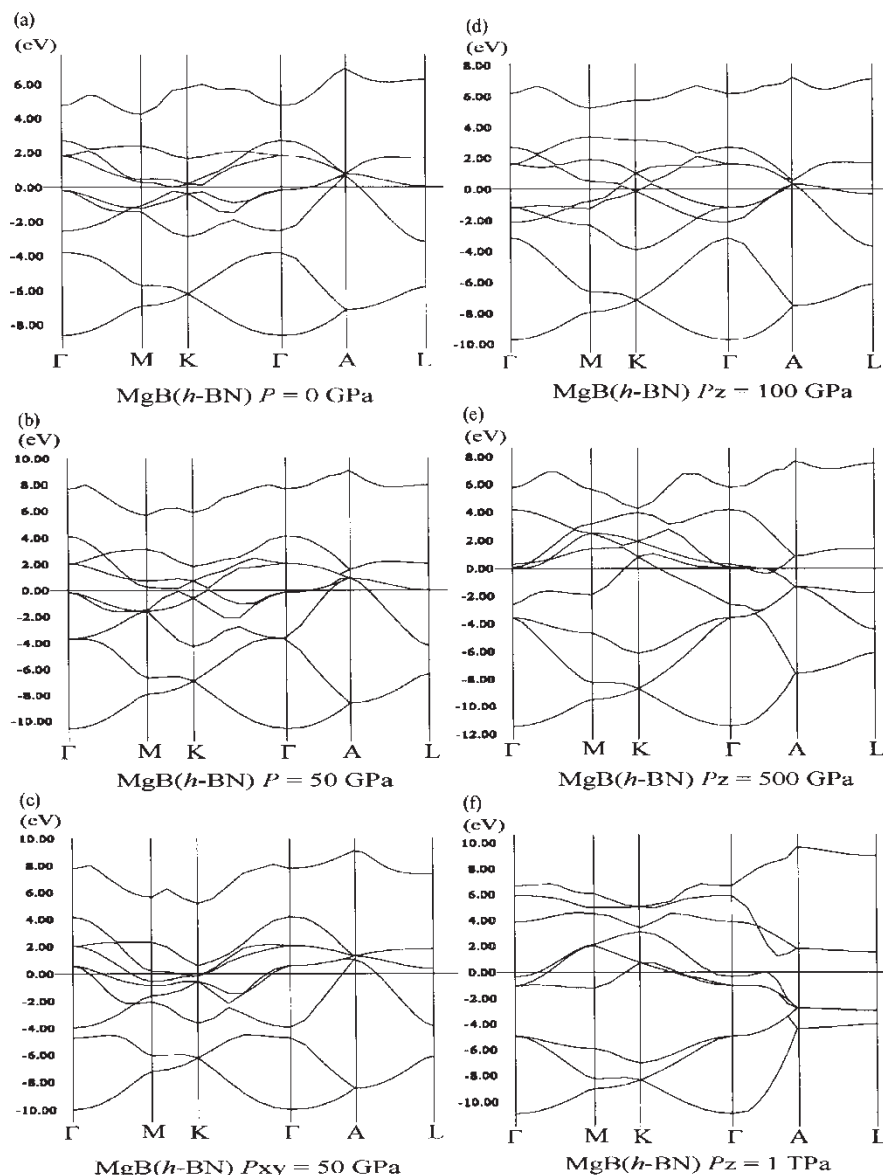 (a)
(eV)
6.00
4.00
2.00
0.00
-2.00
-4.00
-6.00
-8.00
Γ M K Γ A L
MgB(h-BN) P = 0 GPa
(b)
(eV)
10.00
8.00
6.00
4.00
2.00
0.00
-2.00
-4.00
-6.00
-8.00
-10.00
Γ M K Γ A L
MgB(h-BN) P = 50 GPa
(c)
(eV)
10.00
8.00
6.00
4.00
2.00
0.00
-2.00
-4.00
-6.00
-8.00
-10.00
Γ M K Γ A L
MgB(h-BN) Pxy = 50 GPa
(d)
(eV)
8.00
6.00
4.00
2.00
0.00
-2.00
-4.00
-6.00
-8.00
-10.00
Γ M K Γ A L
MgB(h-BN) Pz = 100 GPa
(e)
(eV)
8.00
6.00
4.00
2.00
0.00
-2.00
-4.00
-6.00
-8.00
-10.00
-12.00
Γ M K Γ A L
MgB(h-BN) Pz = 500 GPa
(f)
(eV)
10.00
8.00
6.00
4.00
2.00
0.00
-2.00
-4.00
-6.00
-8.00
-10.00
Γ M K Γ A L
MgB(h-BN) Pz = 1 TPa